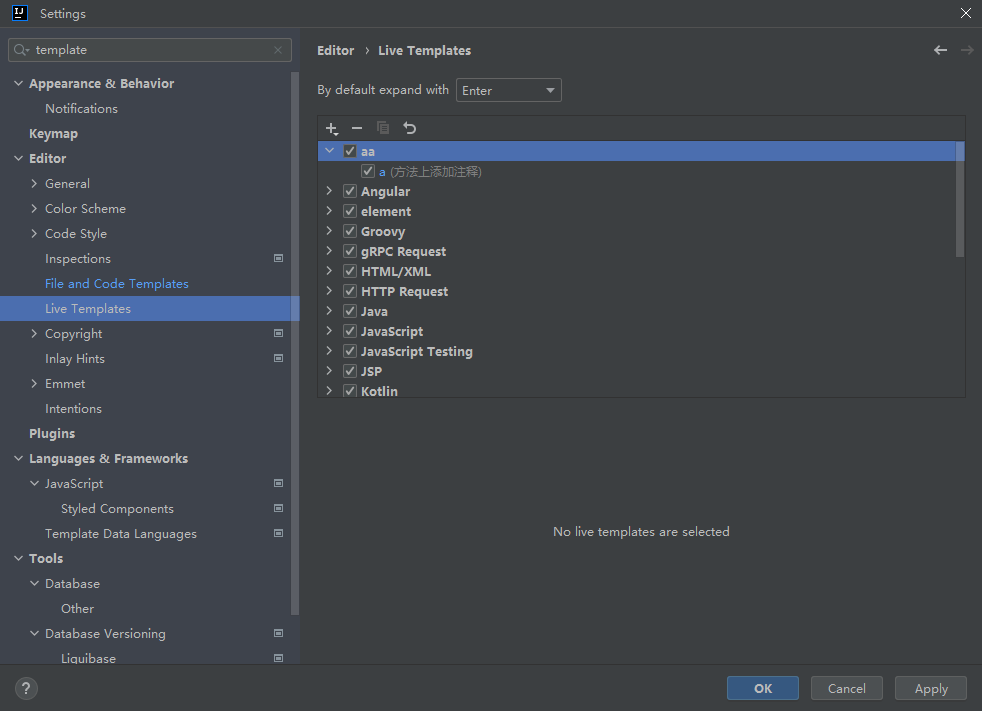 IJ
Settings
template
Appearance & Behavior
Notifications
Keymap
Editor
General
Color Scheme
Code Style
Inspections
File and Code Templates
Live Templates
Copyright
Inlay Hints
Emmet
Intentions
Plugins
Languages & Frameworks
JavaScript
Styled Components
Template Data Languages
Tools
Database
Other
Database Versioning
Liquibase
Editor › Live Templates
By default expand with Enter
aa
a (方法上添加注释)
Angular
element
Groovy
gRPC Request
HTML/XML
HTTP Request
Java
JavaScript
JavaScript Testing
JSP
Kotlin
No live templates are selected
?
OK Cancel Apply